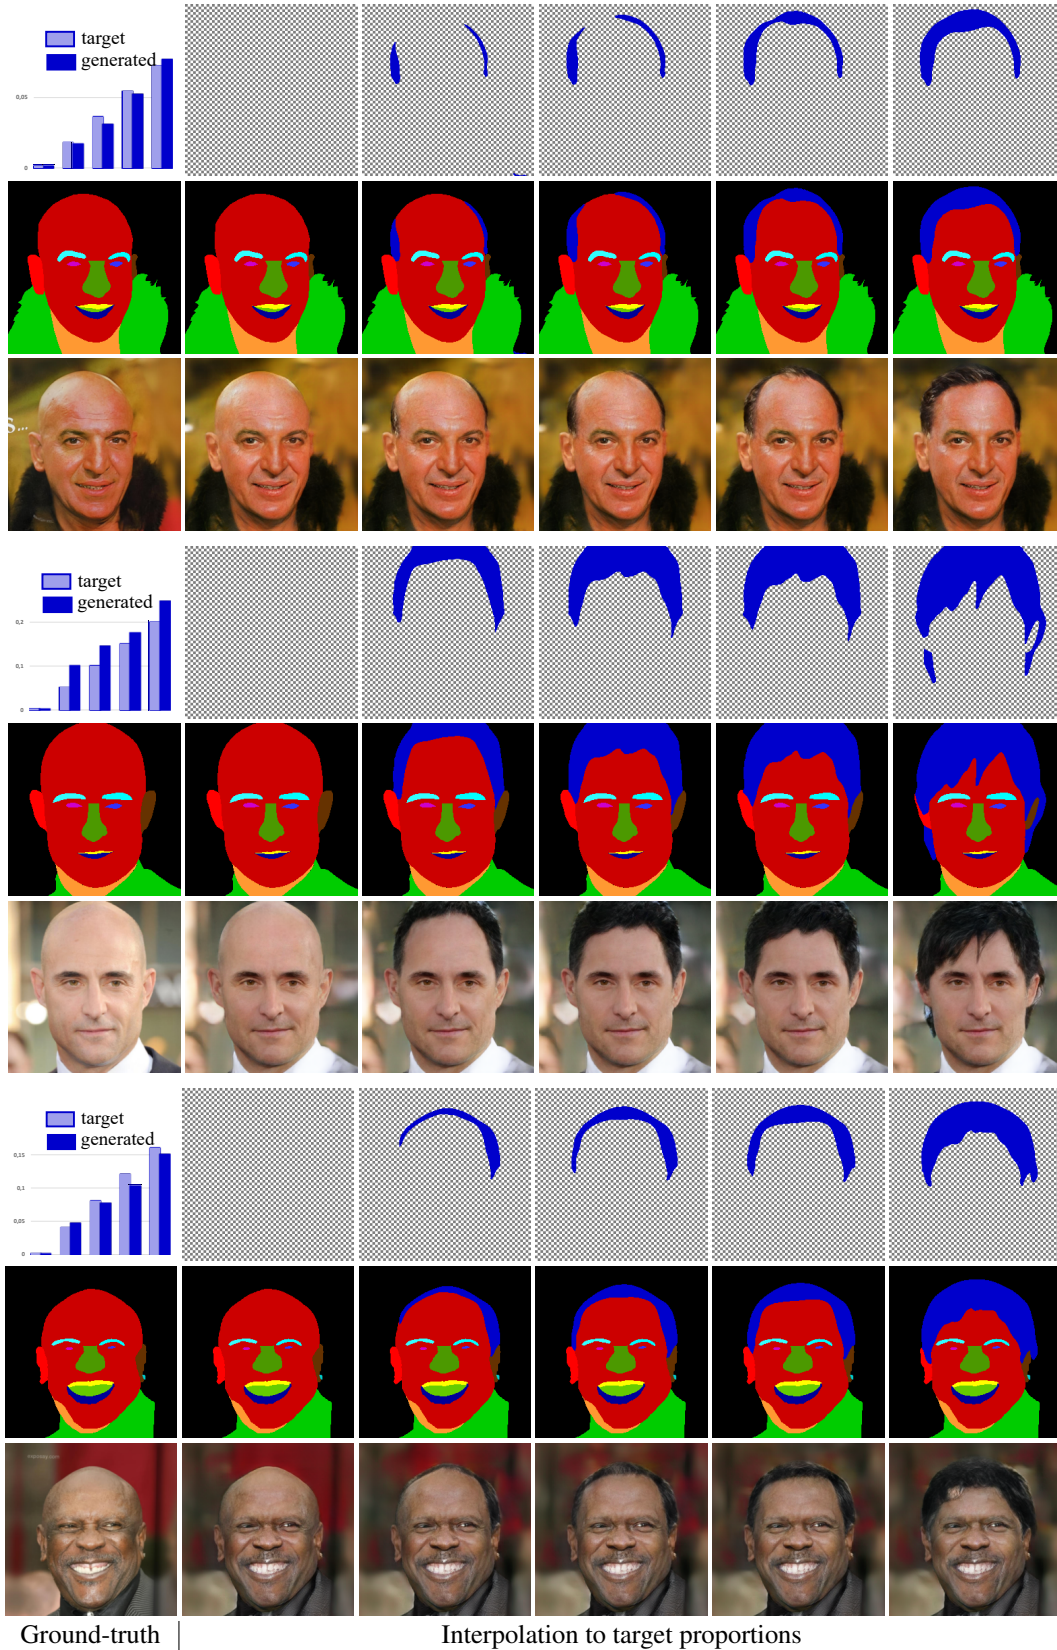 target
generated
0,05
0
S...
target
generated
0,2
0,1
0
target
generated
0,15
0,1
0,05
0
Ground-truth
Interpolation to target proportions